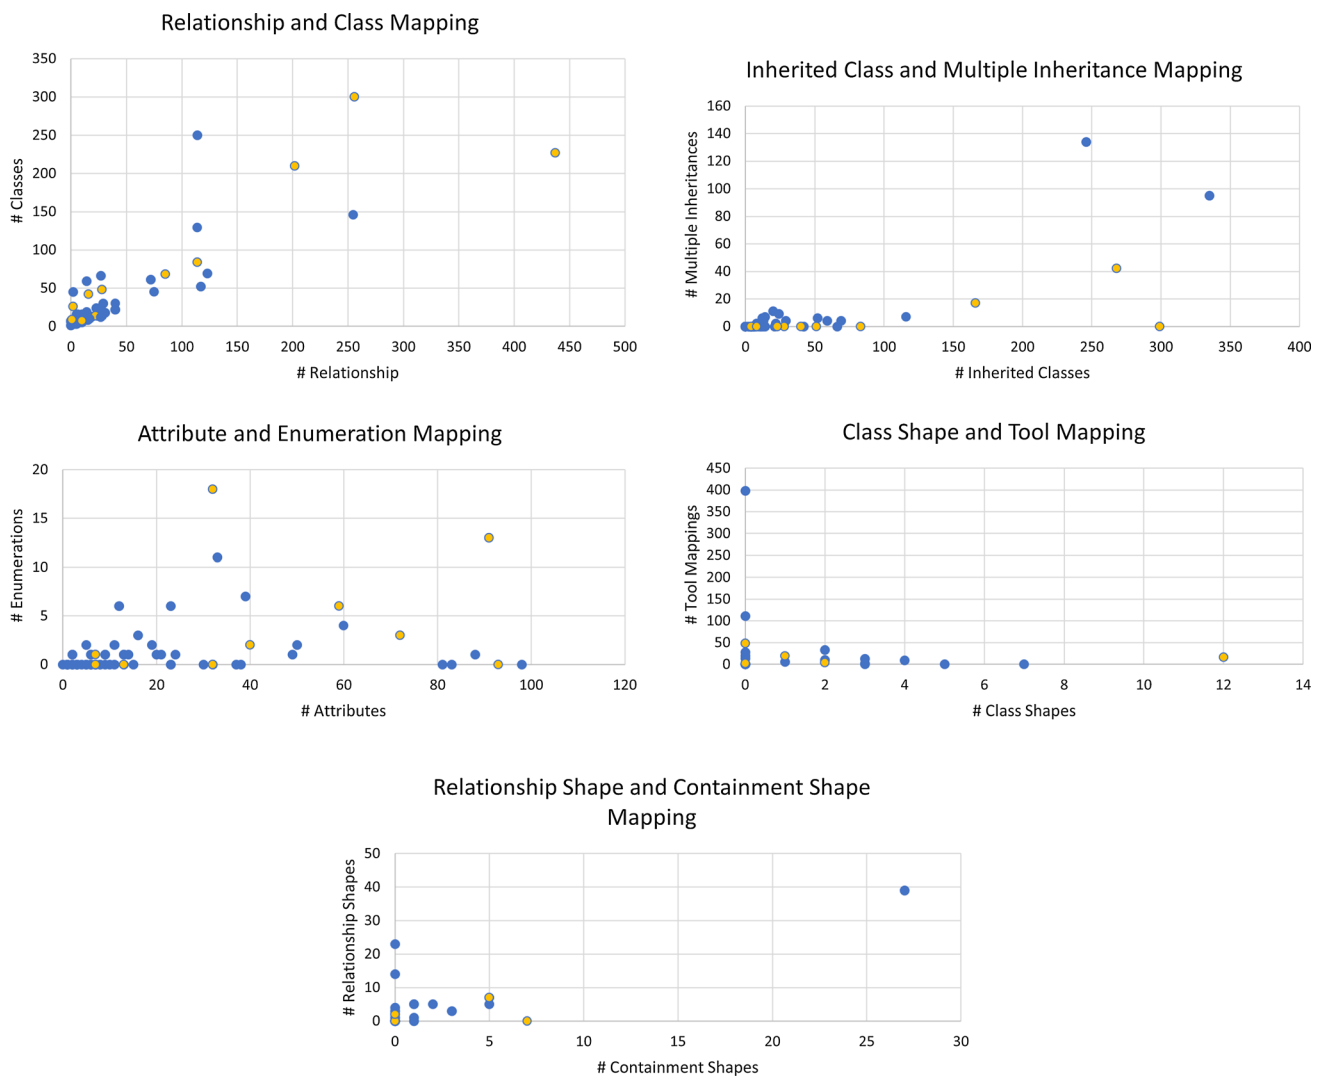 Relationship and Class Mapping
# Classes
350
300
250
200
150
100
50
0
0 50 100 150 200 250 300 350 400 450 500
# Relationship
Inherited Class and Multiple Inheritance Mapping
# Multiple Inheritances
160
140
120
100
80
60
40
20
0
0 50 100 150 200 250 300 350 400
# Inherited Classes
Attribute and Enumeration Mapping
# Enumerations
20
15
10
5
0
0 20 40 60 80 100 120
# Attributes
Class Shape and Tool Mapping
# Tool Mappings
450
400
350
300
250
200
150
100
50
0
0 2 4 6 8 10 12 14
# Class Shapes
Relationship Shape and Containment Shape
Mapping
# Relationship Shapes
50
40
30
20
10
0
0 5 10 15 20 25 30
# Containment Shapes